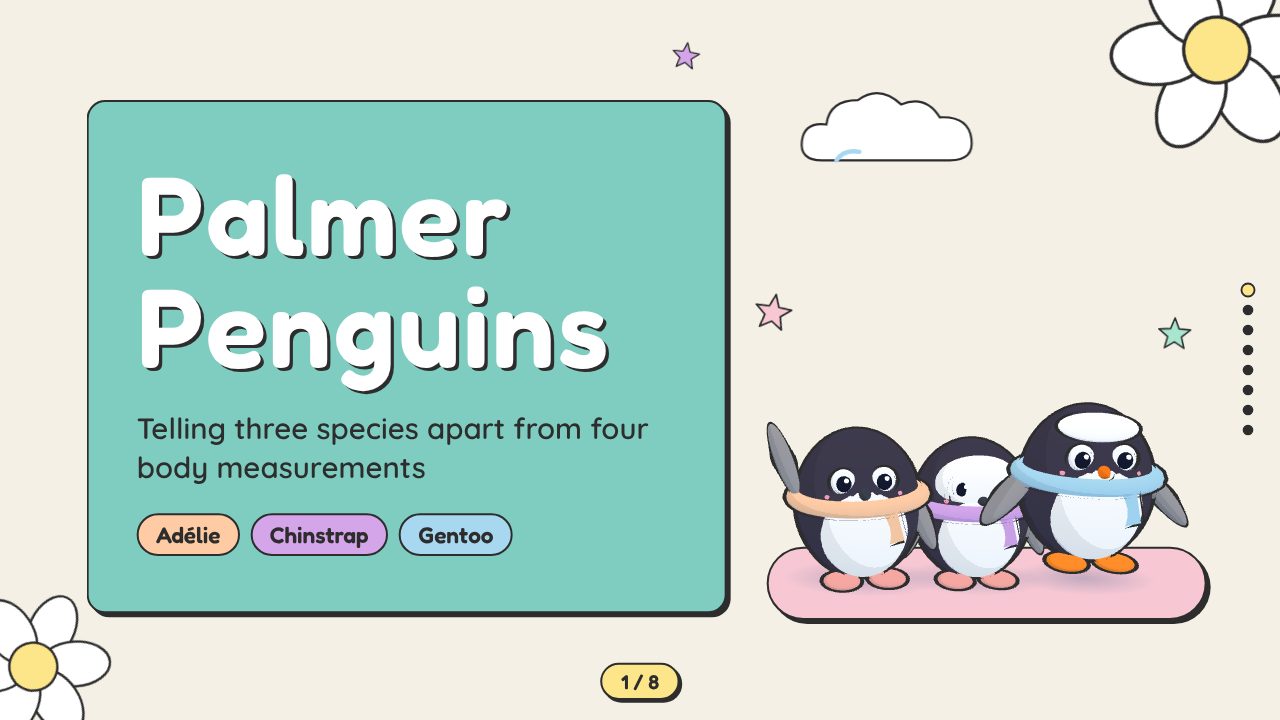 Palmer
Penguins
Telling three species apart from four
body measurements
Adélie
Chinstrap
Gentoo
1 / 8